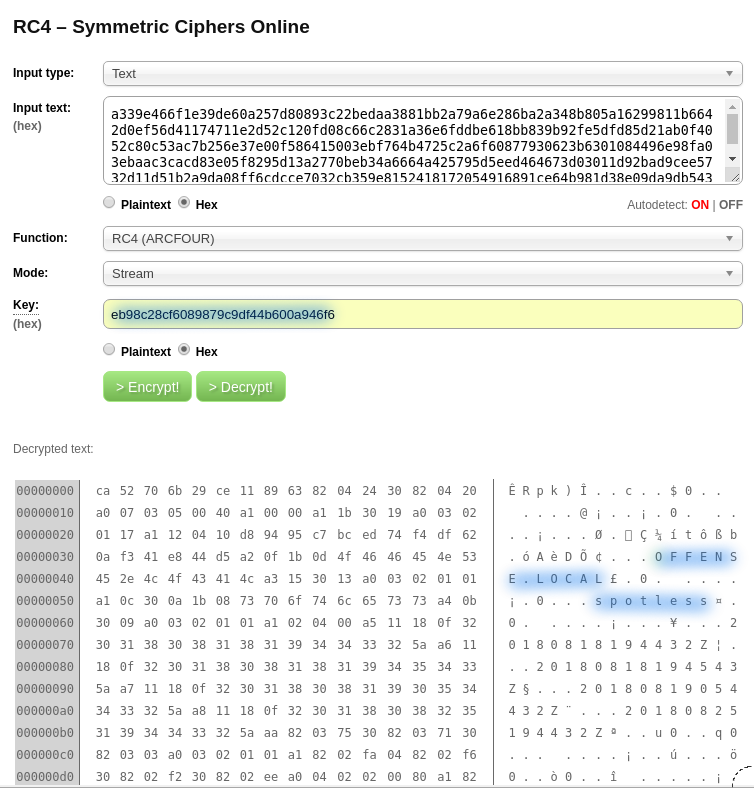 RC4 – Symmetric Ciphers Online
Input type: Text
Input text:
(hex)
a339e466f1e39de60a257d80893c22bedaa3881bb2a79a6e286ba2a348b805a16299811b664
2d0ef56d41174711e2d52c120fd08c66c2831a36e6fddbe618bb839b92fe5dfd85d21ab0f40
52c80c53ac7b256e37e00f586415003ebf764b4725c2a6f60877930623b6301084496e98fa0
3ebaac3cacd83e05f8295d13a2770beb34a6664a425795d5eed464673d03011d92bad9cee57
32d11d51b2a9da08ff6cdcce7032cb359e8152418172054916891ce64b981d38e09da9db543
Plaintext Hex Autodetect: ON | OFF
Function: RC4 (ARCFOUR)
Mode: Stream
Key: eb98c28cf6089879c9df44b600a946f6
(hex)
Plaintext Hex
> Encrypt! > Decrypt!
Decrypted text:
00000000 ca 52 70 6b 29 ce 11 89 63 82 04 24 30 82 04 20 Ê R p k ) Î . . c . . $ 0 . .
00000010 a0 07 03 05 00 40 a1 00 00 a1 1b 30 19 a0 03 02 . . . . @ ¡ . . ¡ . 0 . . .
00000020 01 17 a1 12 04 10 d8 94 95 c7 bc ed 74 f4 df 62 . . ¡ . . . Ø .  Ç ¼ í t ô ß b
00000030 0a f3 41 e8 44 d5 a2 0f 1b 0d 4f 46 46 45 4e 53 . ó A è D Õ ¢ . . . O F F E N S
00000040 45 2e 4c 4f 43 41 4c a3 15 30 13 a0 03 02 01 01 E . L O C A L £ . 0 . . . . .
00000050 a1 0c 30 0a 1b 08 73 70 6f 74 6c 65 73 73 a4 0b ¡ . 0 . . . s p o t l e s s ¤ .
00000060 30 09 a0 03 02 01 01 a1 02 04 00 a5 11 18 0f 32 0 . . . . . ¡ . . . ¥ . . . 2
00000070 30 31 38 30 38 31 38 31 39 34 34 33 32 5a a6 11 0 1 8 0 8 1 8 1 9 4 4 3 2 Z ¦ .
00000080 18 0f 32 30 31 38 30 38 31 38 31 39 34 35 34 33 . . 2 0 1 8 0 8 1 8 1 9 4 5 4 3
00000090 5a a7 11 18 0f 32 30 31 38 30 38 31 39 30 35 34 Z § . . . 2 0 1 8 0 8 1 9 0 5 4
000000a0 34 33 32 5a a8 11 18 0f 32 30 31 38 30 38 32 35 4 3 2 Z ¨ . . . 2 0 1 8 0 8 2 5
000000b0 31 39 34 34 33 32 5a aa 82 03 75 30 82 03 71 30 1 9 4 4 3 2 Z ª . . u 0 . . q 0
000000c0 82 03 03 a0 03 02 01 01 a1 82 02 fa 04 82 02 f6 . . . . . . . ¡ . . ú . . . ö
000000d0 30 82 02 f2 30 82 02 ee a0 04 02 02 00 80 a1 82 0 . . ò 0 . . î . . . . . ¡